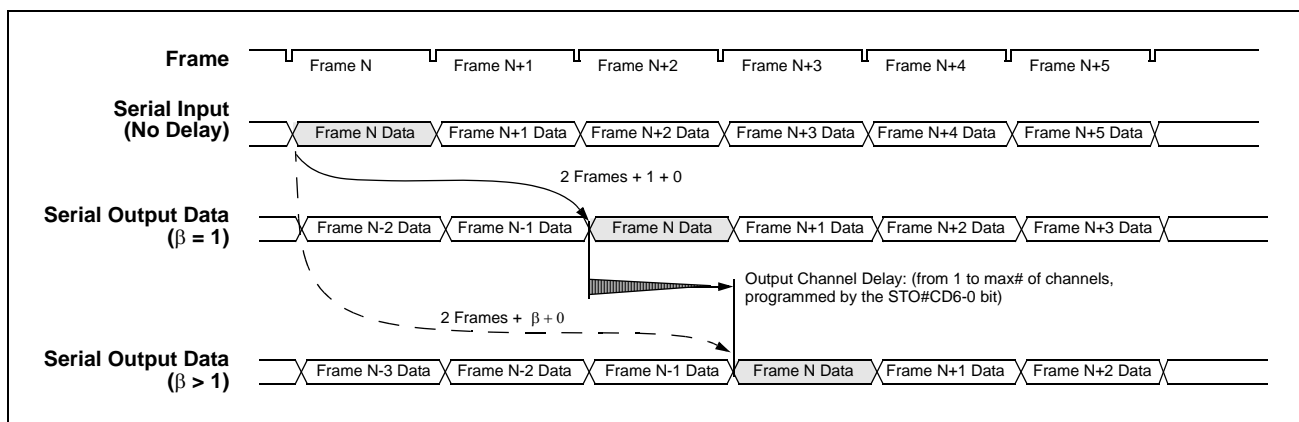 Frame
Frame N Frame N+1 Frame N+2 Frame N+3 Frame N+4 Frame N+5
Serial Input
(No Delay)
Frame N Data Frame N+1 Data Frame N+2 Data Frame N+3 Data Frame N+4 Data Frame N+5 Data
2 Frames + 1 + 0
Serial Output Data
(β = 1)
Frame N-2 Data Frame N-1 Data Frame N Data Frame N+1 Data Frame N+2 Data Frame N+3 Data
Output Channel Delay: (from 1 to max# of channels,
programmed by the STO#CD6-0 bit)
2 Frames + β + 0
Serial Output Data
(β > 1)
Frame N-3 Data Frame N-2 Data Frame N-1 Data Frame N Data Frame N+1 Data Frame N+2 Data